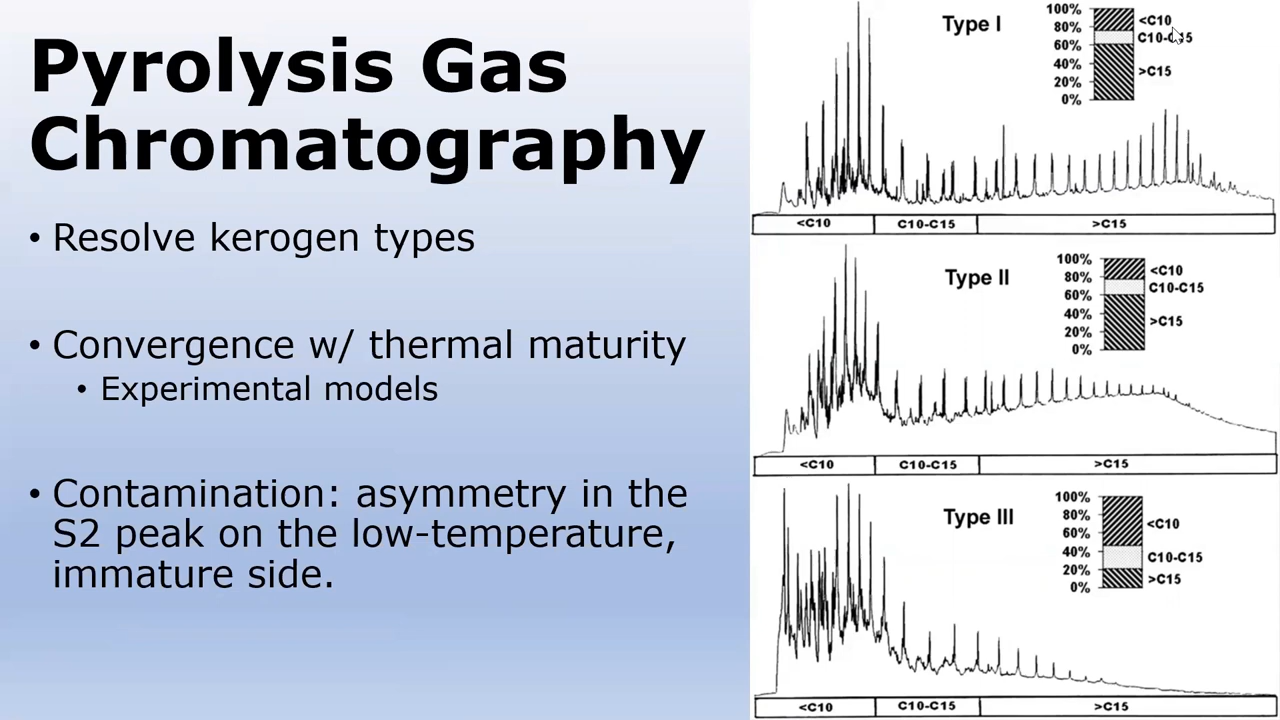 Pyrolysis Gas
Chromatography
• Resolve kerogen types
• Convergence w/ thermal maturity
• Experimental models
• Contamination: asymmetry in the
S2 peak on the low-temperature,
immature side.
Type I
100%
80%
60%
40%
20%
0%
<C10
C10-C15
>C15
<C10
C10-C15
>C15
Type II
100%
80%
60%
40%
20%
0%
<C10
C10-C15
>C15
<C10
C10-C15
>C15
Type III
100%
80%
60%
40%
20%
0%
<C10
C10-C15
>C15
<C10
C10-C15
>C15